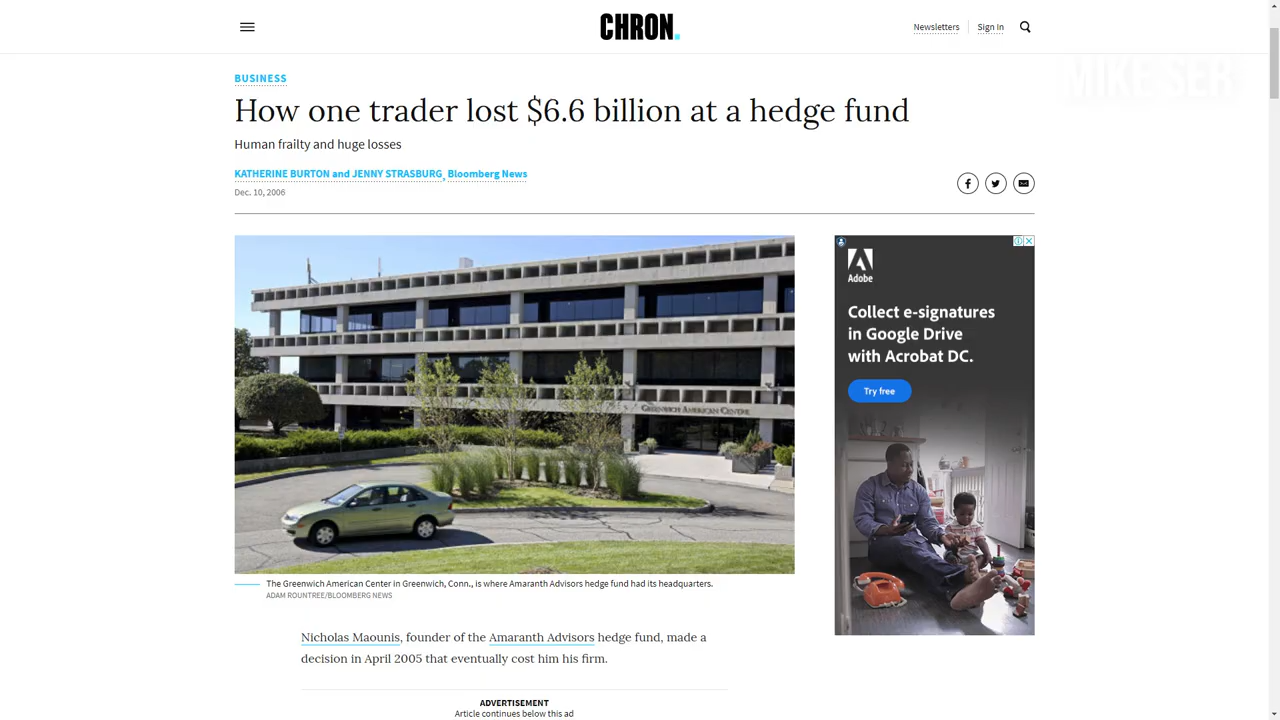 CHRON.
Newsletters
Sign In
MIKE SER
BUSINESS
How one trader lost $6.6 billion at a hedge fund
Human frailty and huge losses
KATHERINE BURTON and JENNY STRASBURG, Bloomberg News
Dec. 10, 2006
Adobe
Collect e-signatures
in Google Drive
with Acrobat DC.
Try free
GREENWICH AMERICAN CENTRE
The Greenwich American Center in Greenwich, Conn., is where Amaranth Advisors hedge fund had its headquarters.
ADAM ROUNTREE/BLOOMBERG NEWS
Nicholas Maounis, founder of the Amaranth Advisors hedge fund, made a
decision in April 2005 that eventually cost him his firm.
ADVERTISEMENT
Article continues below this ad